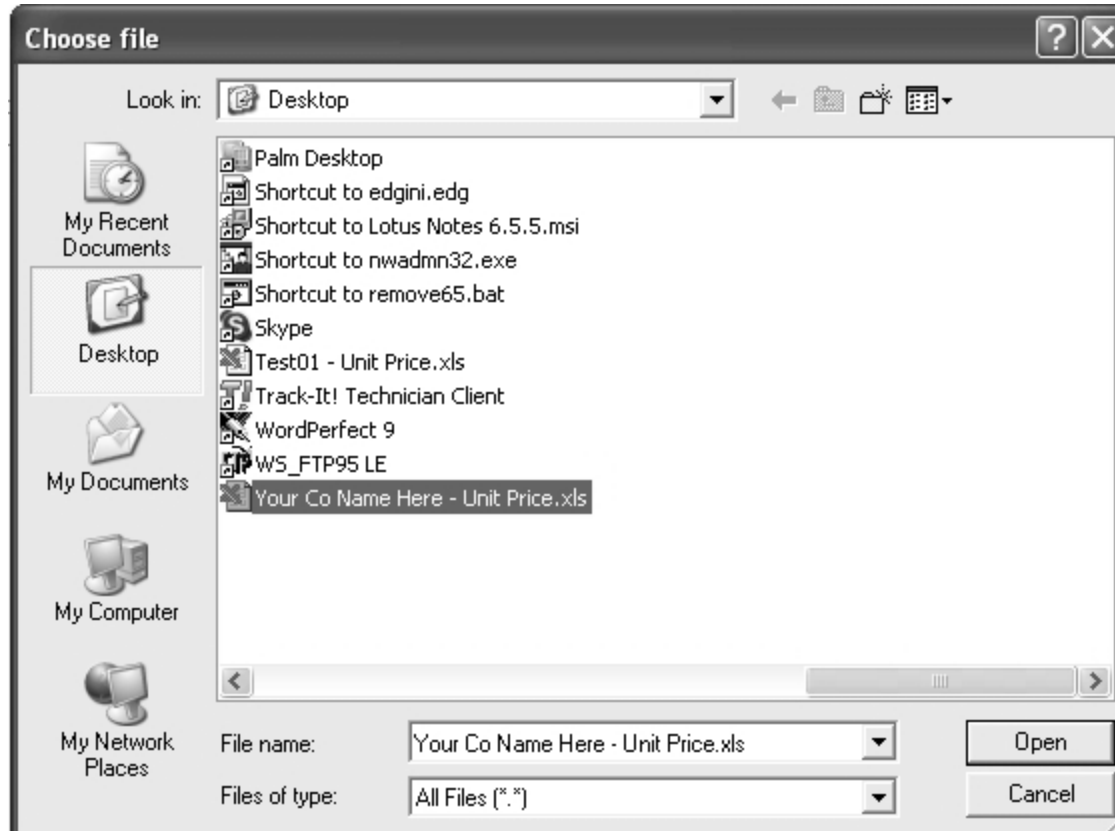 Choose file
Look in: Desktop
My Recent
Documents
Desktop
My Documents
My Computer
My Network
Places
Palm Desktop
Shortcut to edgini.edg
Shortcut to Lotus Notes 6.5.5.msi
Shortcut to nwadmn32.exe
Shortcut to remove65.bat
Skype
Test01 - Unit Price.xls
Track-It! Technician Client
WordPerfect 9
WS_FTP95 LE
Your Co Name Here - Unit Price.xls
File name: Your Co Name Here - Unit Price.xls Open
Files of type: All Files (*.*) Cancel